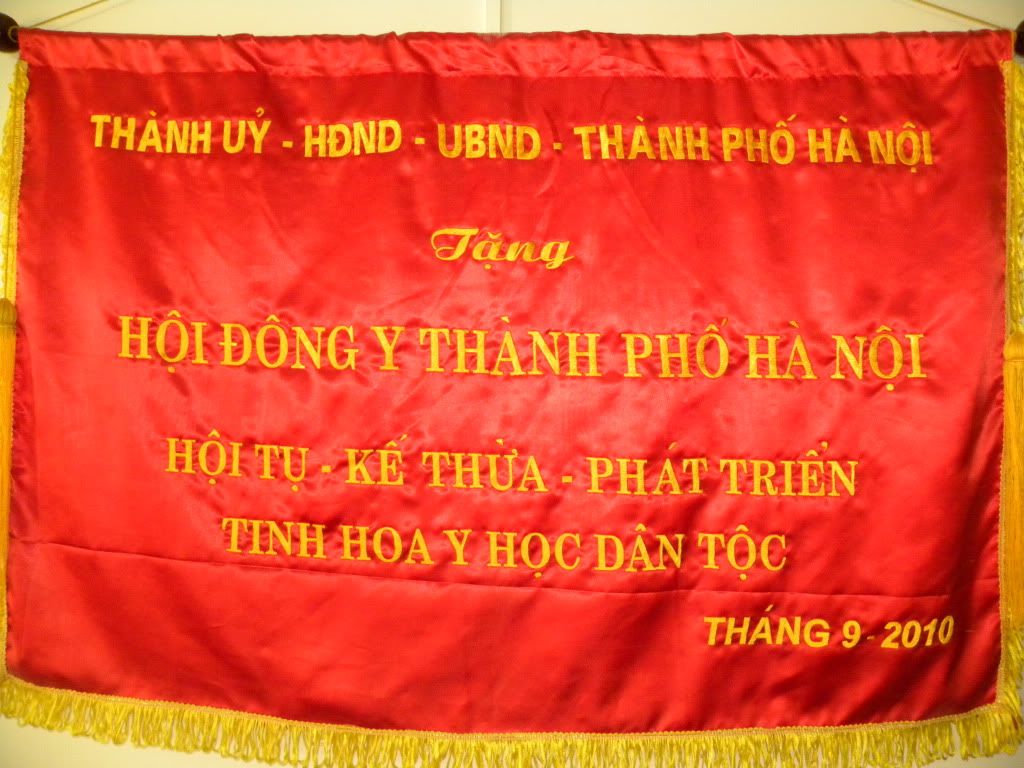 THÀNH UỶ - HĐND - UBND - THÀNH PHỐ HÀ NỘI
Tặng
HỘI ĐÔNG Y THÀNH PHỐ HÀ NỘI
HỘI TỤ - KẾ THỪA - PHÁT TRIỂN
TINH HOA Y HỌC DÂN TỘC
THÁNG 9 - 2010